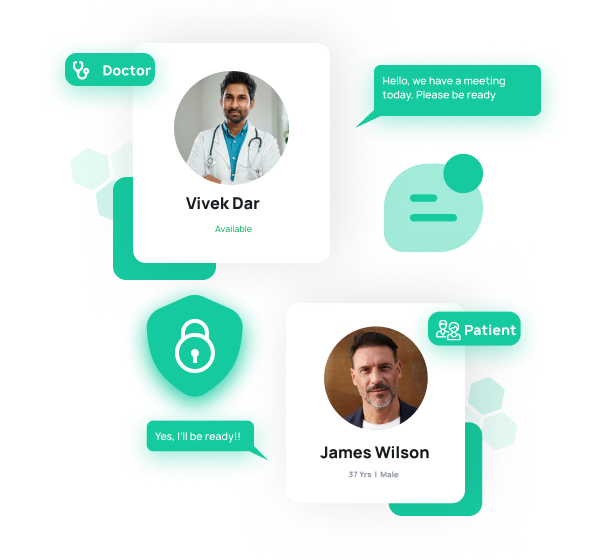 Doctor
Hello, we have a meeting
today. Please be ready
Vivek Dar
Available
Patient
Yes, I'll be ready!!
James Wilson
37 Yrs | Male